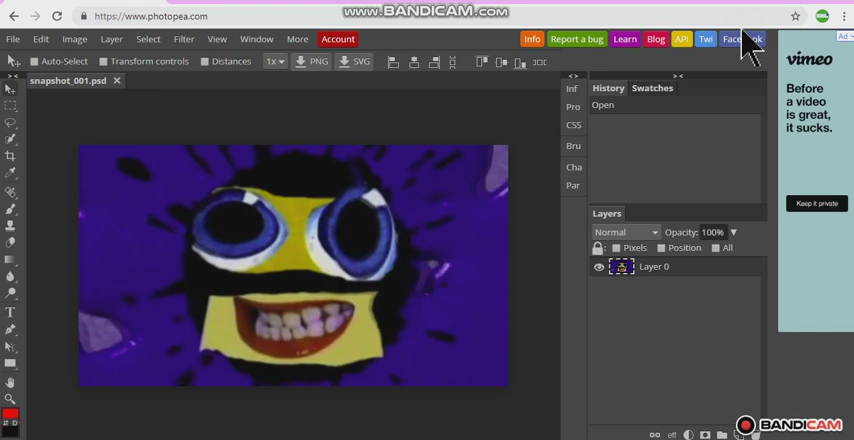 https://www.photopea.com
www.BANDICAM.com
File Edit Image Layer Select Filter View Window More Account Info Report a bug Learn Blog API Twi
Ad
Auto-Select Transform controls Distances 1x PNG SVG
vimeo
Before
a video
is great,
it sucks.
Keep it private
snapshot_001.psd
Inf
Pro
CSS
Bru
Cha
Par
History Swatches
Open
Layers
Normal Opacity: 100%
Pixels Position All
Layer 0
eff
BANDICAM